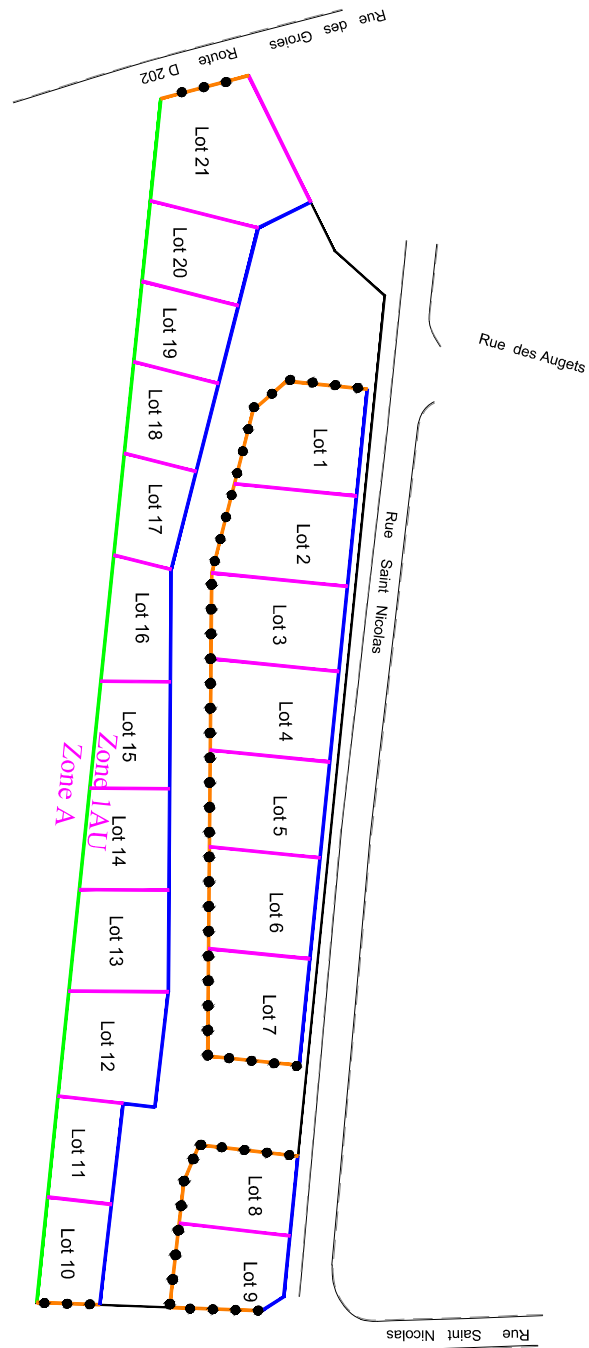 Rue des Groies
Route D 202
Lot 21
Lot 20
Rue des Augets
Lot 19
Lot 18
Lot 1
Lot 17
Lot 2
Rue Saint Nicolas
Lot 16
Lot 3
Lot 15
Lot 4
Zone 1AU
Zone A
Lot 14
Lot 5
Lot 13
Lot 6
Lot 12
Lot 7
Lot 11
Lot 8
Lot 10
Lot 9
Rue Saint Nicolas